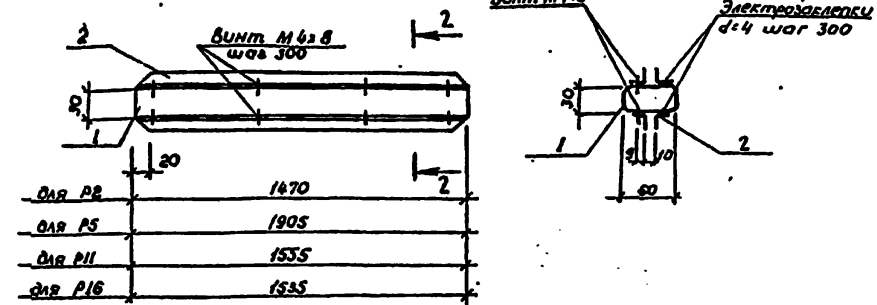 2
Винт М4х8
шаг 300
2
30
1
20
2
для Р2 1470
для Р5 1905
для Р11 1555
для Р16 1535
Электрозаклепки
d=4 шаг 300
30
1
10
2
60